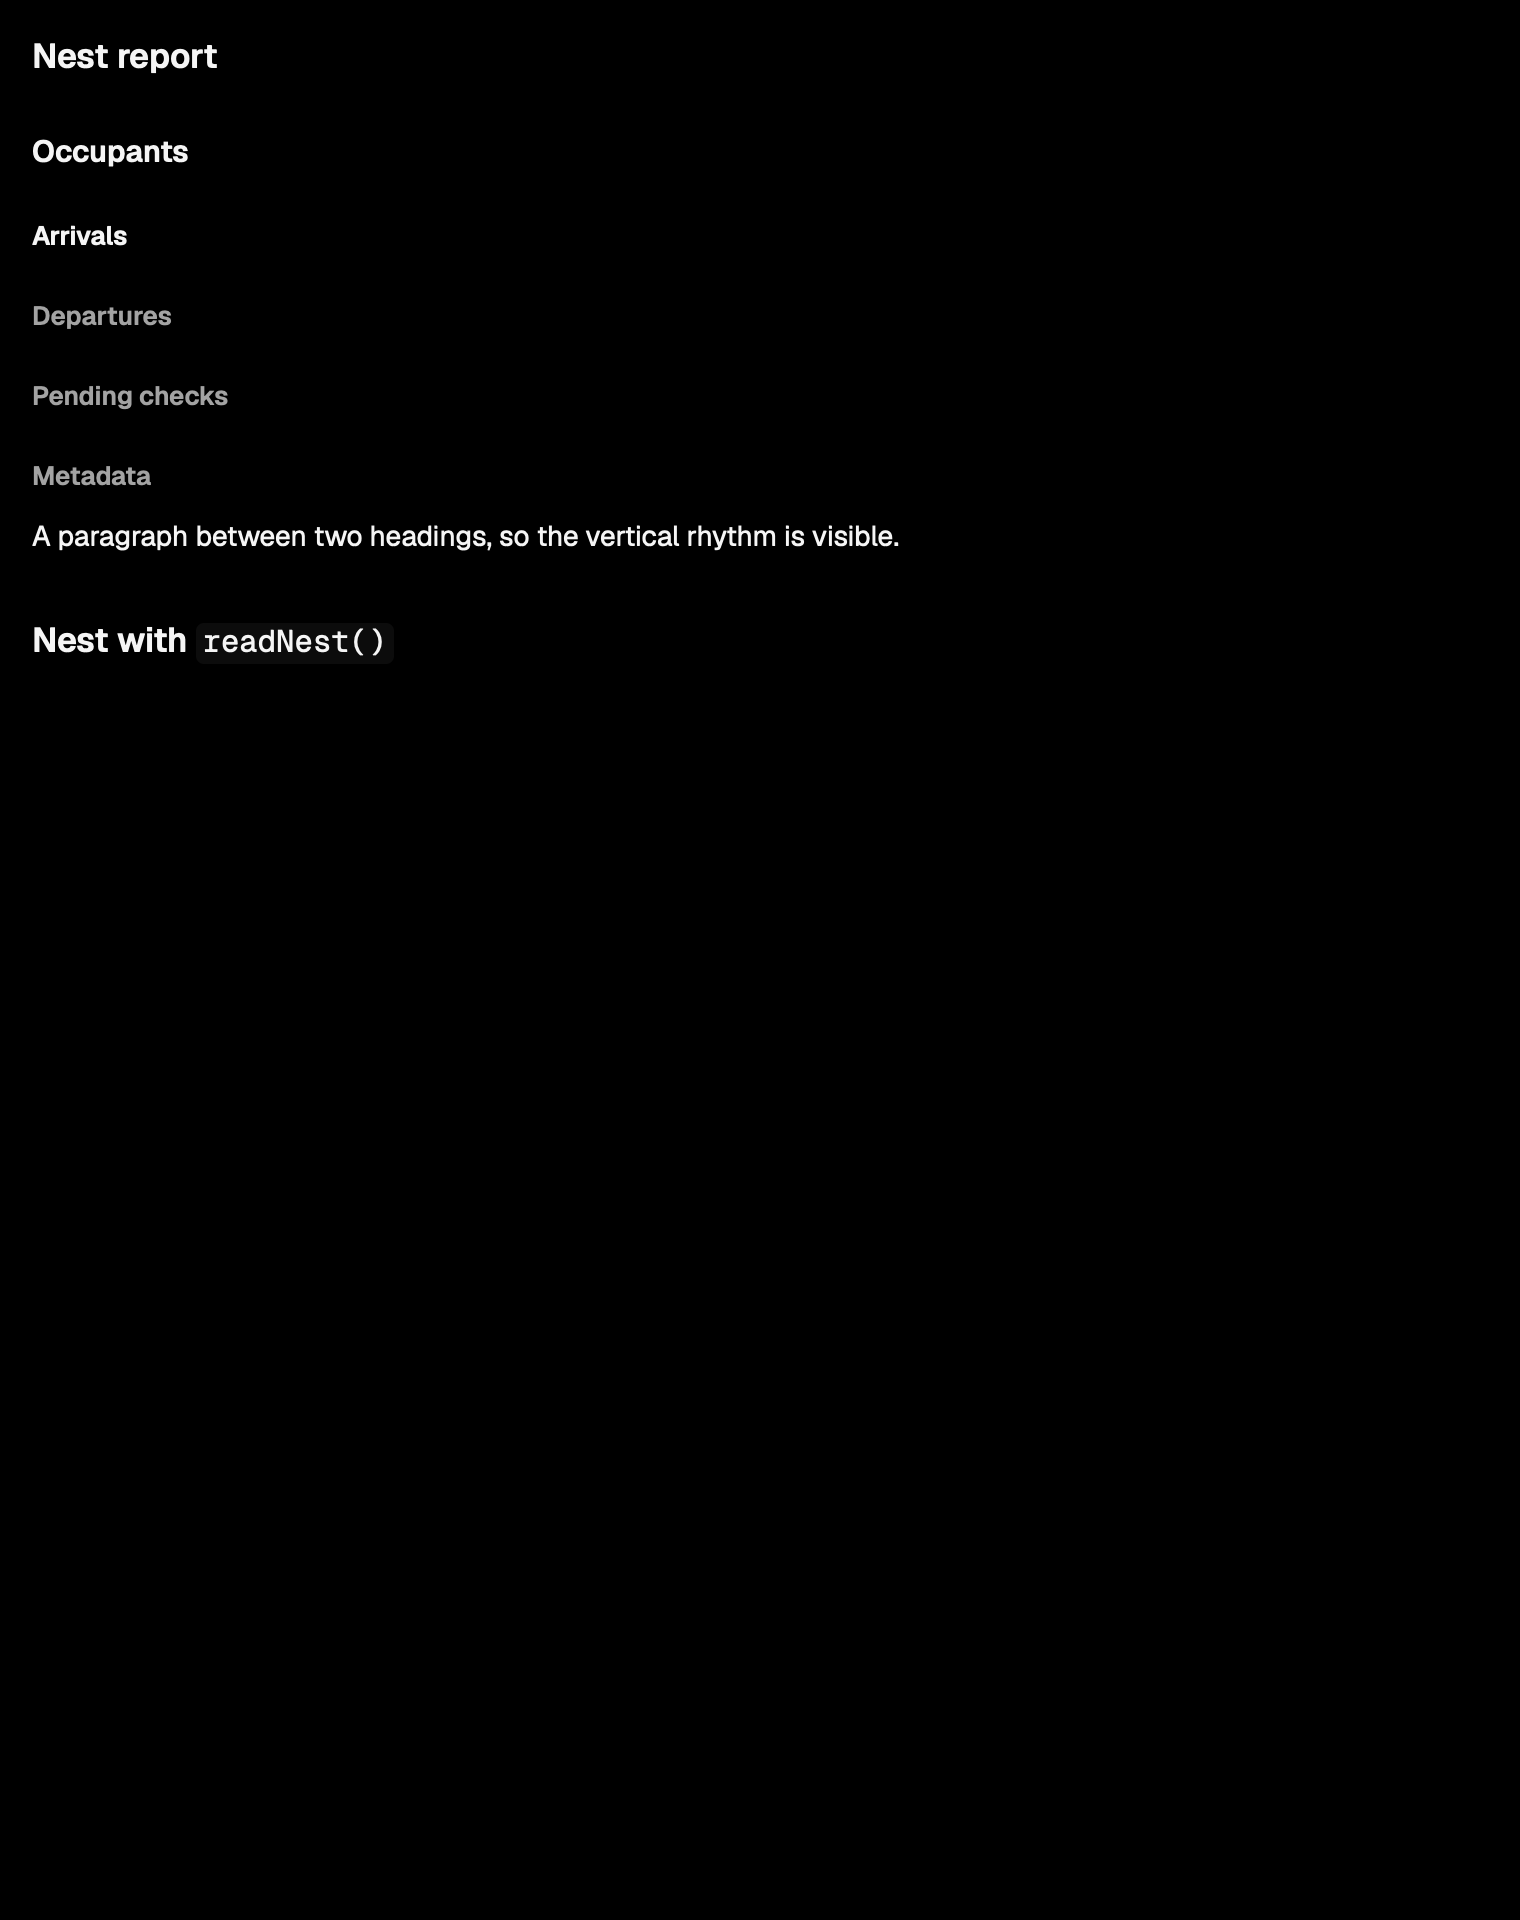 Nest report
Occupants
Arrivals
Departures
Pending checks
Metadata
A paragraph between two headings, so the vertical rhythm is visible.
Nest with readNest()